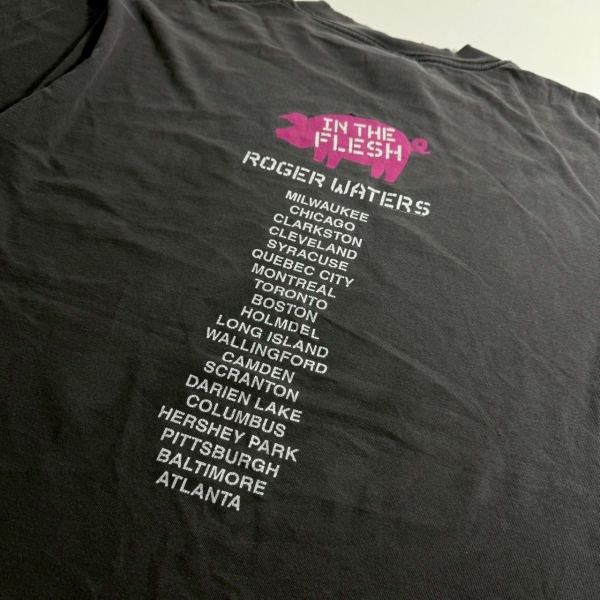 IN THE
FLESH
ROGER WATERS
MILWAUKEE
CHICAGO
CLARKSTON
CLEVELAND
SYRACUSE
QUEBEC CITY
MONTREAL
TORONTO
BOSTON
HOLMDEL
LONG ISLAND
WALLINGFORD
CAMDEN
SCRANTON
DARIEN LAKE
COLUMBUS
HERSHEY PARK
PITTSBURGH
BALTIMORE
ATLANTA